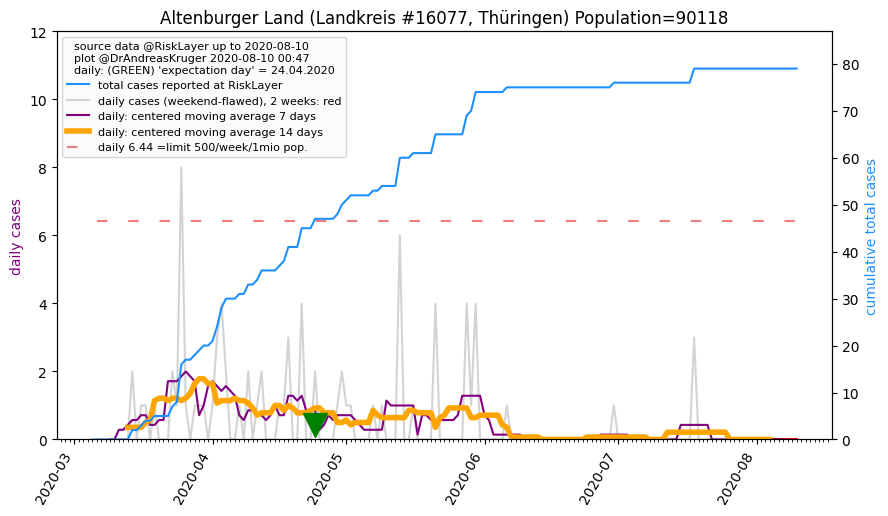 Altenburger Land (Landkreis #16077, Thüringen) Population=90118
source data @RiskLayer up to 2020-08-10
plot @DrAndreasKruger 2020-08-10 00:47
daily: (GREEN) 'expectation day' = 24.04.2020
total cases reported at RiskLayer
daily cases (weekend-flawed), 2 weeks: red
daily: centered moving average 7 days
daily: centered moving average 14 days
daily 6.44 =limit 500/week/1mio pop.
daily cases
12
10
8
6
4
2
0
80
70
60
50
40
30
20
10
0
cumulative total cases
2020-03
2020-04
2020-05
2020-06
2020-07
2020-08